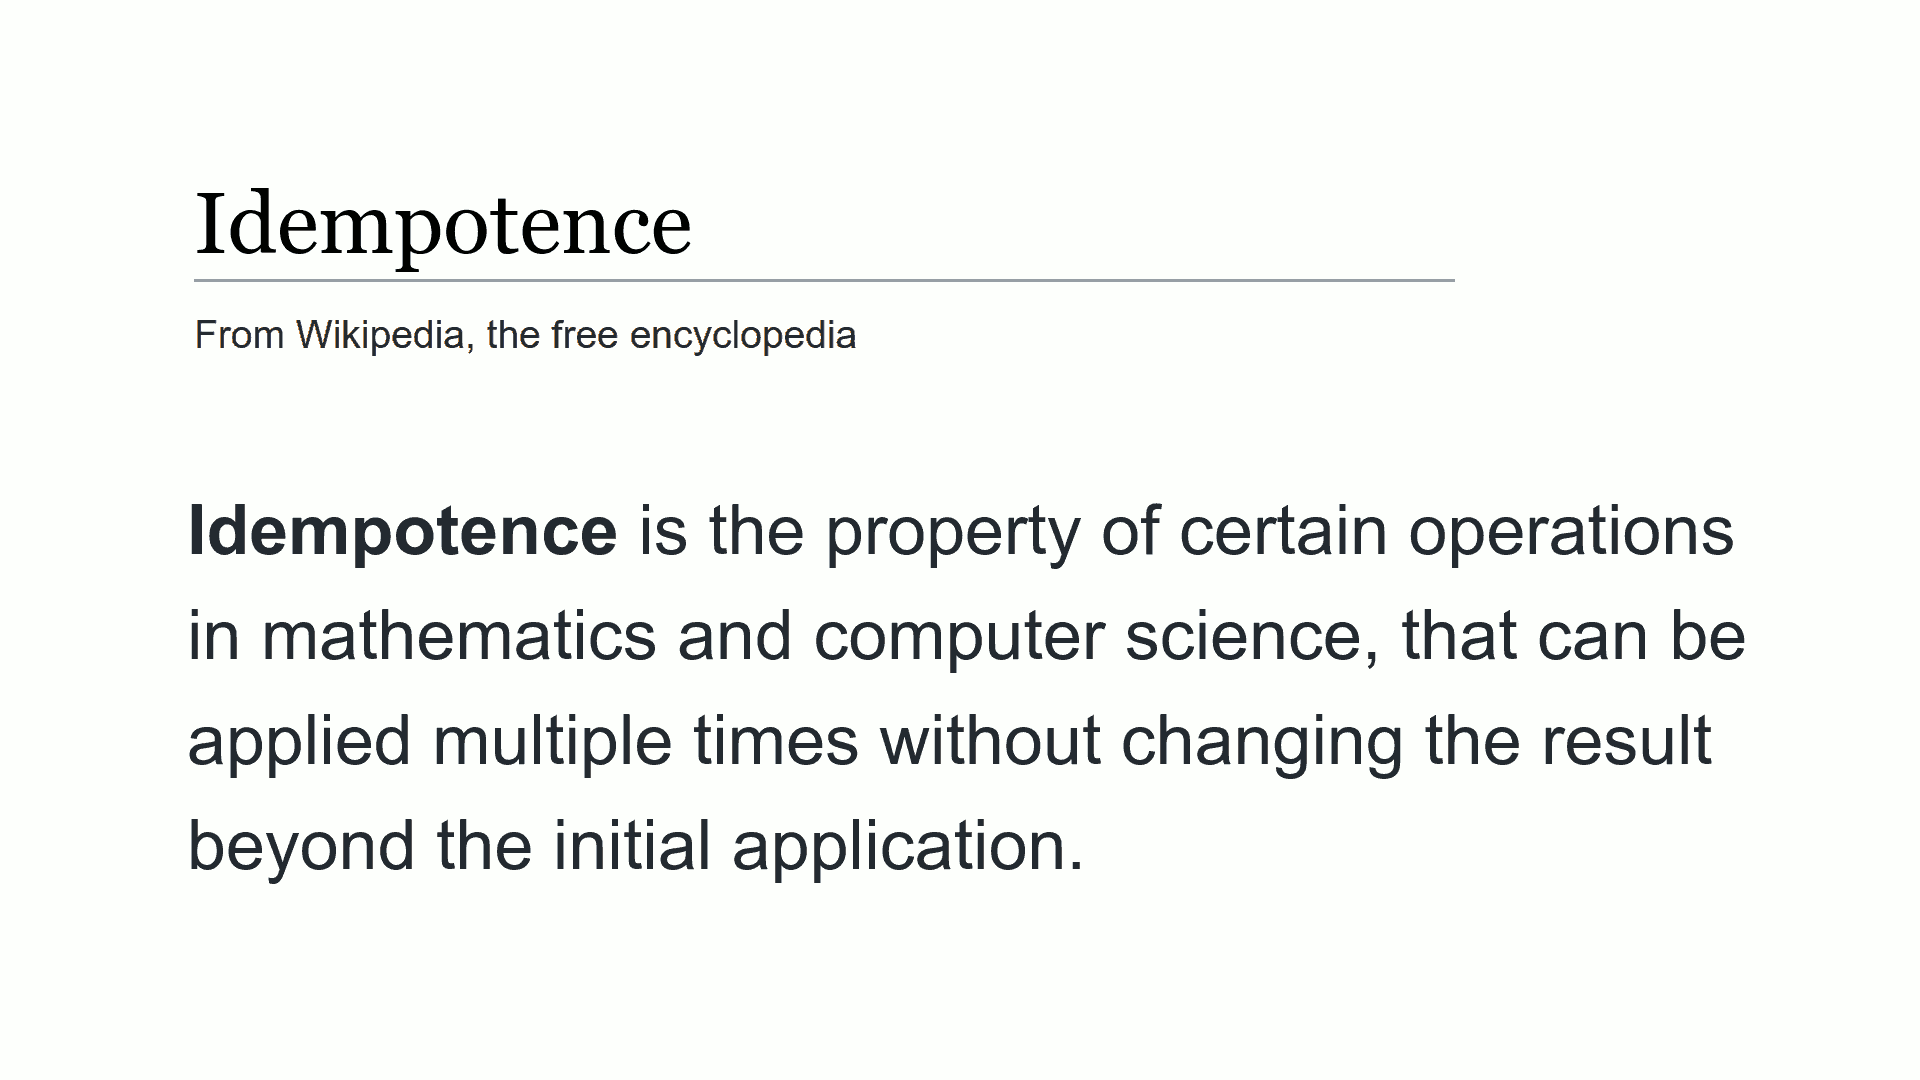 Idempotence
From Wikipedia, the free encyclopedia
Idempotence is the property of certain operations
in mathematics and computer science, that can be
applied multiple times without changing the result
beyond the initial application.